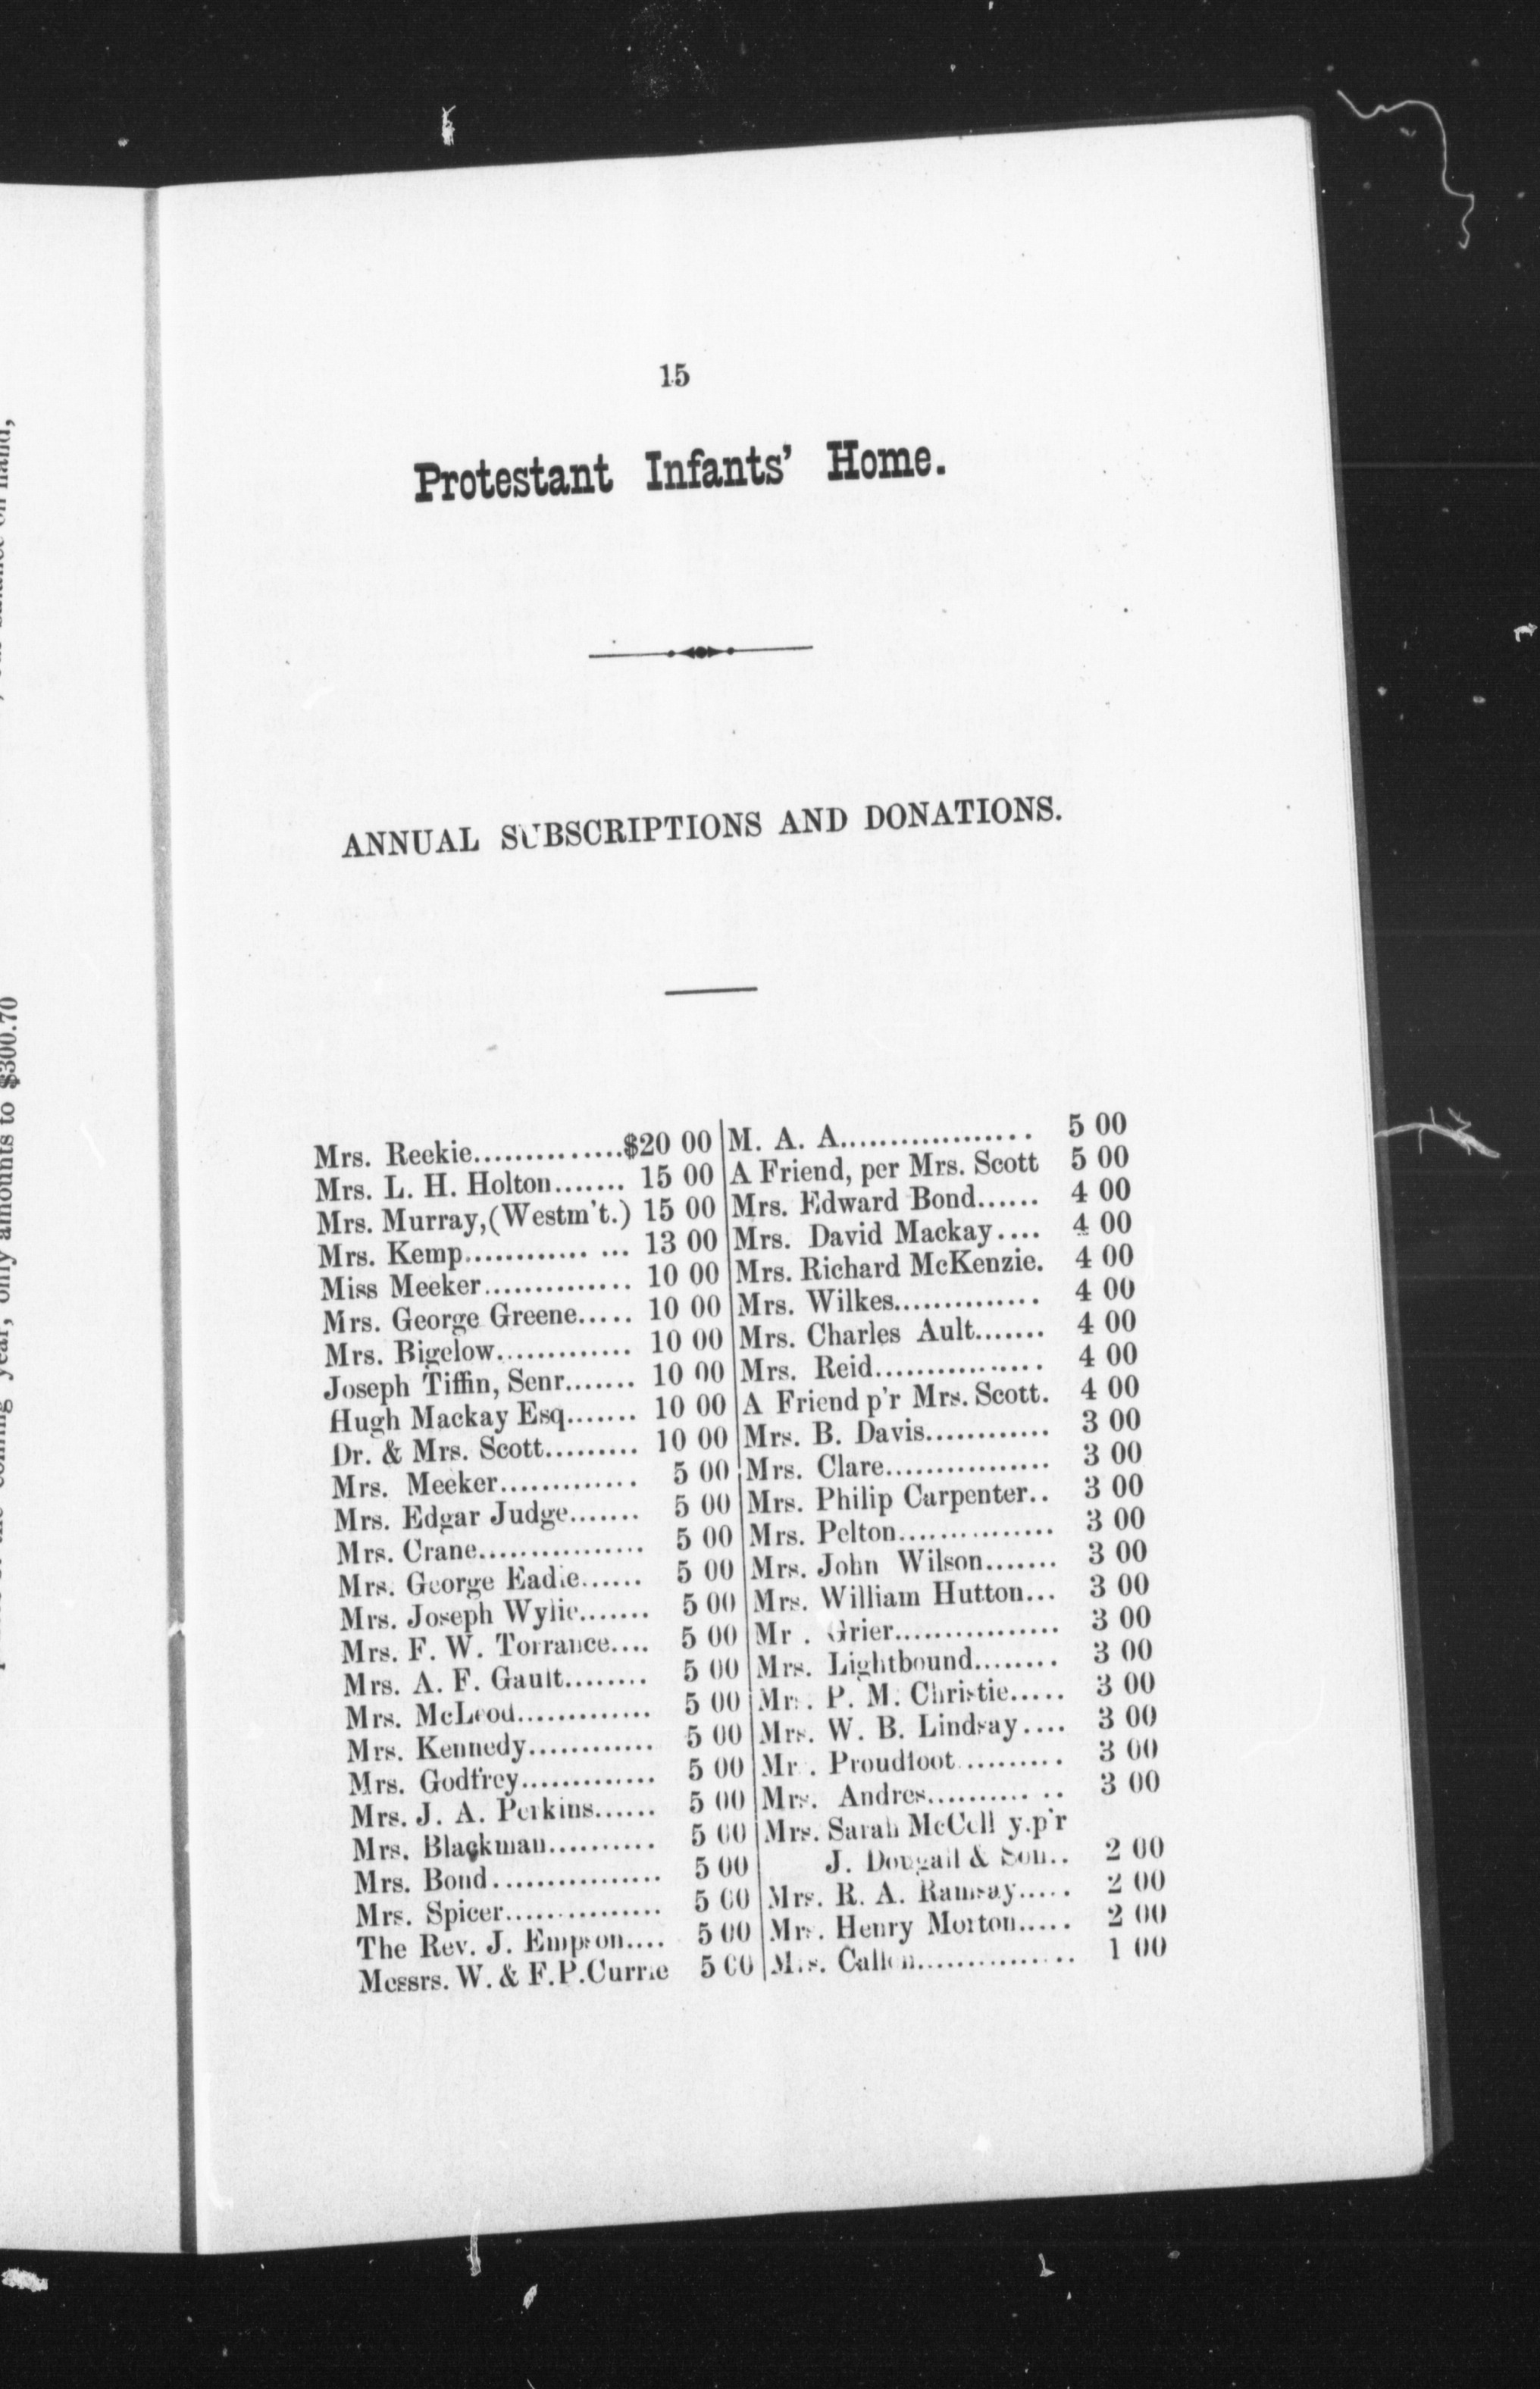 15
Protestant Infants' Home.
ANNUAL SUBSCRIPTIONS AND DONATIONS.
Mrs. Reekie...............$20 00
Mrs. L. H. Holton....... 15 00
Mrs. Murray,(Westm't.) 15 00
Mrs. Kemp............ ... 13 00
Miss Meeker............... 10 00
Mrs. George Greene..... 10 00
Mrs. Bigelow............. 10 00
Joseph Tiffin, Senr....... 10 00
Hugh Mackay Esq....... 10 00
Dr. & Mrs. Scott......... 10 00
Mrs. Meeker.............. 5 00
Mrs. Edgar Judge....... 5 00
Mrs. Crane................ 5 00
Mrs. George Eadie...... 5 00
Mrs. Joseph Wylie....... 5 00
Mrs. F. W. Torrance.... 5 00
Mrs. A. F. Gault........ 5 00
Mrs. McLeod............. 5 00
Mrs. Kennedy............ 5 00
Mrs. Godfrey............. 5 00
Mrs. J. A. Perkins...... 5 00
Mrs. Blackman.......... 5 00
Mrs. Bond................ 5 00
Mrs. Spicer............... 5 00
The Rev. J. Empson.... 5 00
Messrs. W. & F.P.Currie 5 00
M. A. A................... 5 00
A Friend, per Mrs. Scott 5 00
Mrs. Edward Bond...... 4 00
Mrs. David Mackay.... 4 00
Mrs. Richard McKenzie. 4 00
Mrs. Wilkes............... 4 00
Mrs. Charles Ault....... 4 00
Mrs. Reid................. 4 00
A Friend p'r Mrs. Scott. 4 00
Mrs. B. Davis............ 3 00
Mrs. Clare................ 3 00
Mrs. Philip Carpenter.. 3 00
Mrs. Pelton............... 3 00
Mrs. John Wilson....... 3 00
Mrs. William Hutton... 3 00
Mr . Grier................ 3 00
Mrs. Lightbound........ 3 00
Mrs. P. M. Christie..... 3 00
Mrs. W. B. Lindsay.... 3 00
Mr . Proudfoot.......... 3 00
Mrs. Andres.......... .. 3 00
Mrs. Sarah y.p'r
J. Dougall & Son.. 2 00
Mrs. R. A. Ramsay..... 2 00
Mrs. Henry Morton..... 2 00
Mrs. Callen................ 1 00
only amounts to $300.70